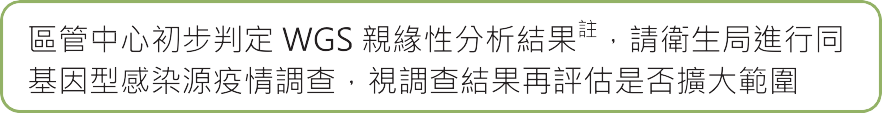 區管中心初步判定 WGS 親緣性分析結果註，請衛生局進行同
基因型感染源疫情調查，視調查結果再評估是否擴大範圍